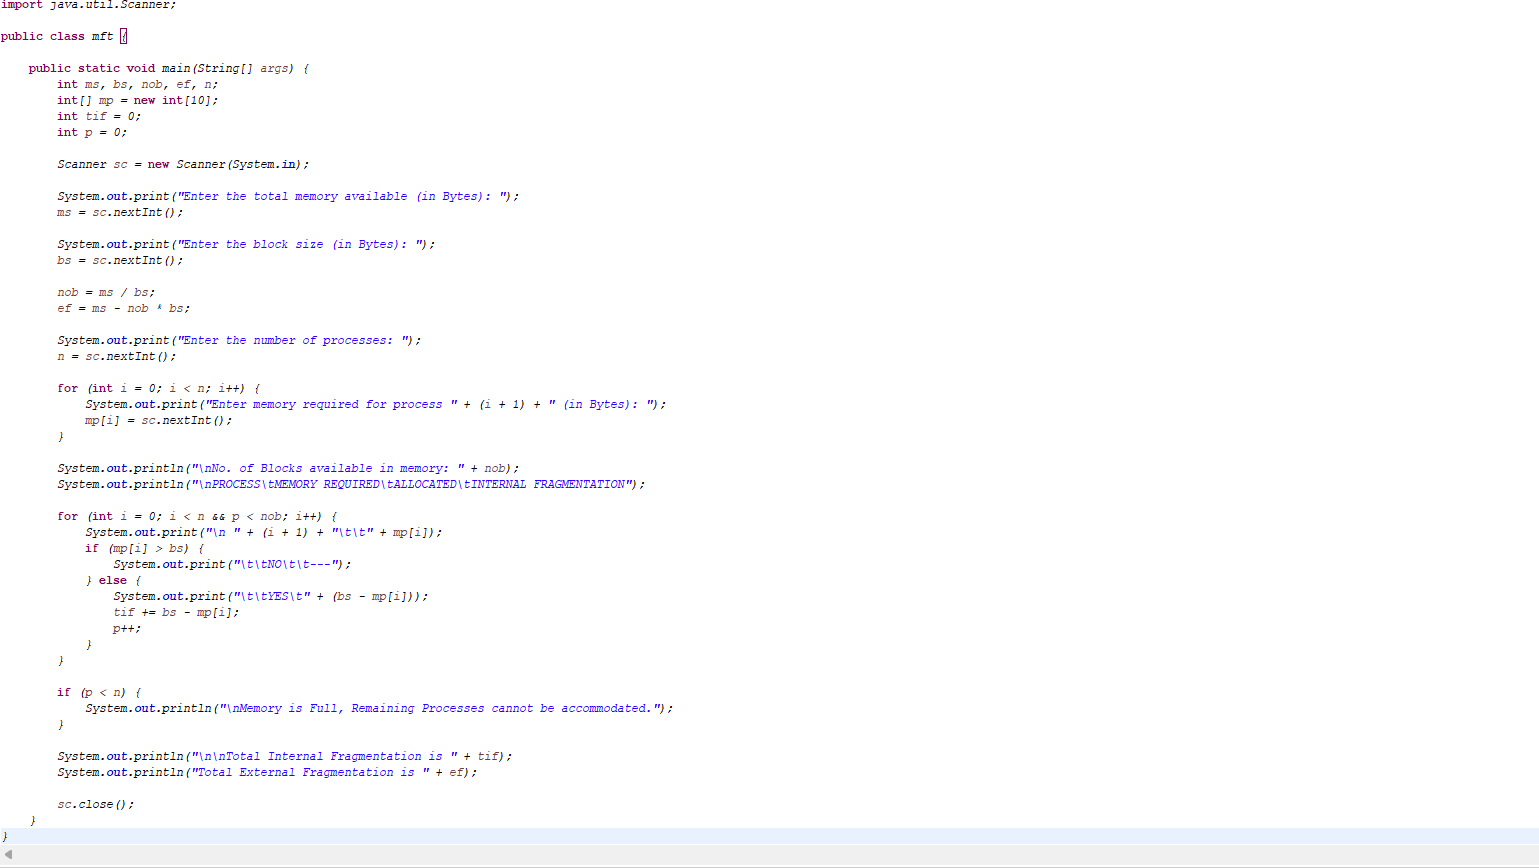 import java.util.Scanner;
public class mft {
public static void main(String[] args) {
int ms, bs, nob, ef, n;
int[] mp = new int[10];
int tif = 0;
int p = 0;
Scanner sc = new Scanner(System.in);
System.out.print("Enter the total memory available (in Bytes): ");
ms = sc.nextInt();
System.out.print("Enter the block size (in Bytes): ");
bs = sc.nextInt();
nob = ms / bs;
ef = ms - nob * bs;
System.out.print("Enter the number of processes: ");
n = sc.nextInt();
for (int i = 0; i < n; i++) {
System.out.print("Enter memory required for process " + (i + 1) + " (in Bytes): ");
mp[i] = sc.nextInt();
}
System.out.println("\nNo. of Blocks available in memory: " + nob);
System.out.println("\nPROCESS\tMEMORY REQUIRED\tALLOCATED\tINTERNAL FRAGMENTATION");
for (int i = 0; i < n && p < nob; i++) {
System.out.print("\n " + (i + 1) + "\t\t" + mp[i]);
if (mp[i] > bs) {
System.out.print("\t\tNO\t\t---");
} else {
System.out.print("\t\tYES\t" + (bs - mp[i]));
tif += bs - mp[i];
p++;
}
}
if (p < n) {
System.out.println("\nMemory is Full, Remaining Processes cannot be accommodated.");
}
System.out.println("\n\nTotal Internal Fragmentation is " + tif);
System.out.println("Total External Fragmentation is " + ef);
sc.close();
}
}